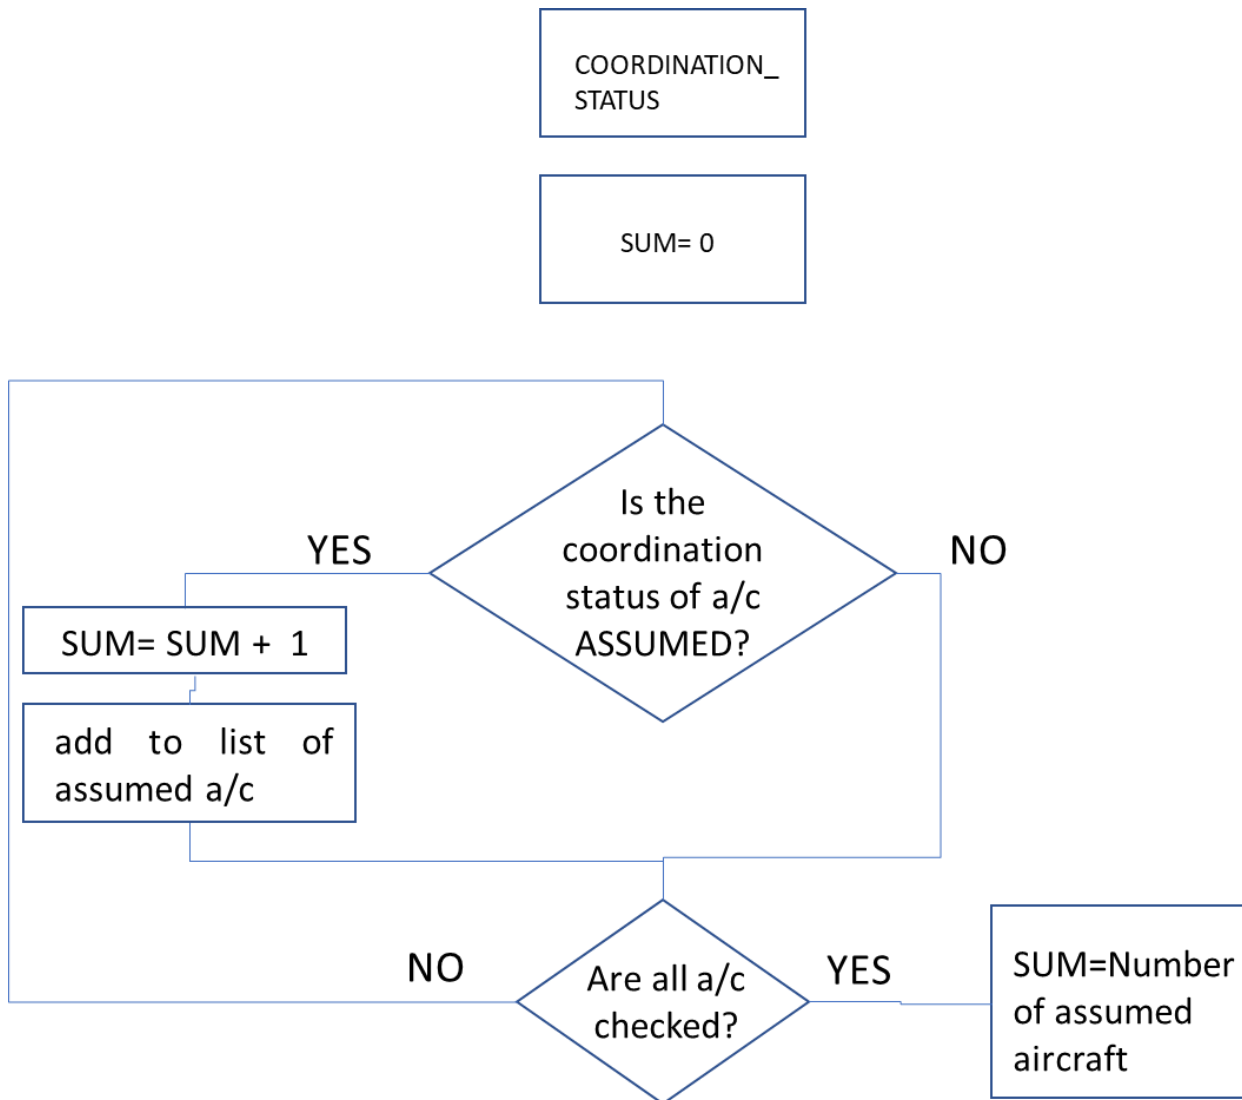 COORDINATION_
STATUS
SUM= 0
Is the
coordination
status of a/c
ASSUMED?
YES
NO
SUM= SUM + 1
add to list of
assumed a/c
Are all a/c
checked?
NO
YES
SUM=Number
of assumed
aircraft